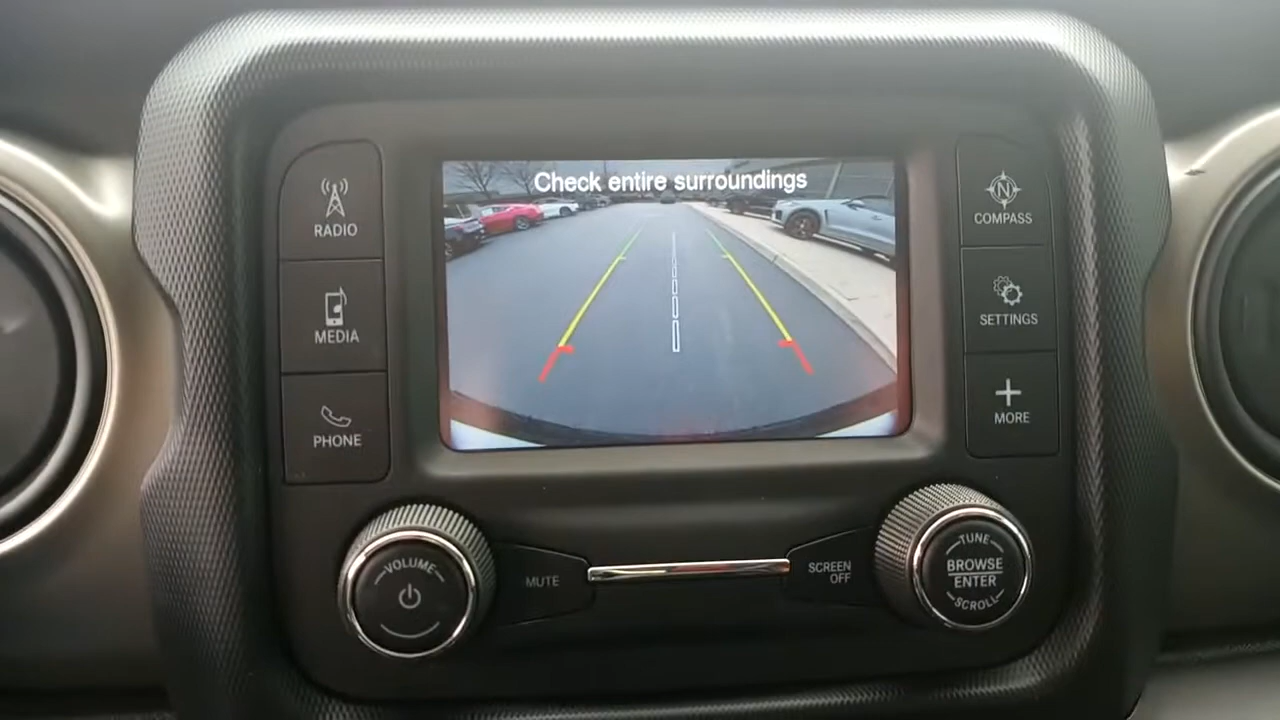 Check entire surroundings
RADIO
MEDIA
PHONE
N
COMPASS
SETTINGS
MORE
VOLUME
MUTE
SCREEN
OFF
TUNE
BROWSE
ENTER
SCROLL